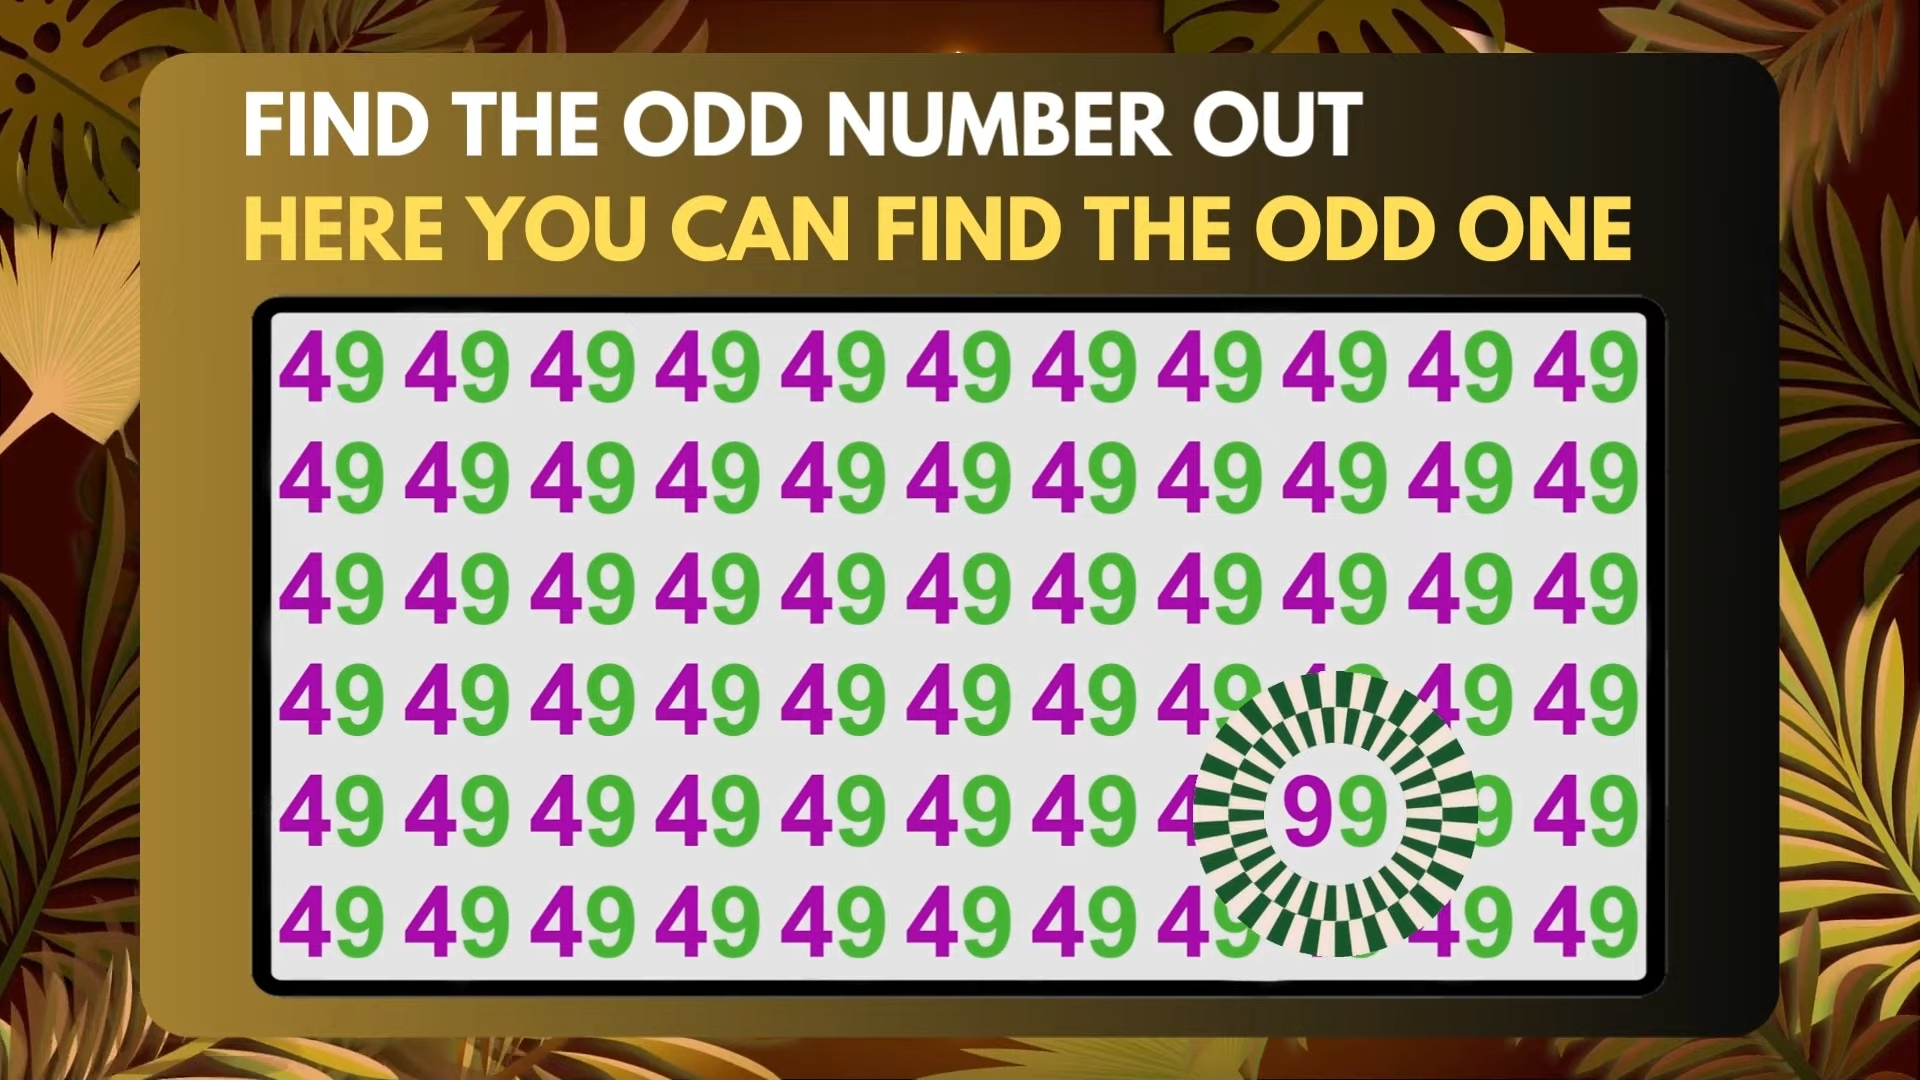 FIND THE ODD NUMBER OUT
HERE YOU CAN FIND THE ODD ONE
49 49 49 49 49 49 49 49 49 49 49
49 49 49 49 49 49 49 49 49 49 49
49 49 49 49 49 49 49 49 49 49 49
49 49 49 49 49 49 49 49 49 49 49
49 49 49 49 49 49 49 4 99 9 49
49 49 49 49 49 49 49 49 49 49